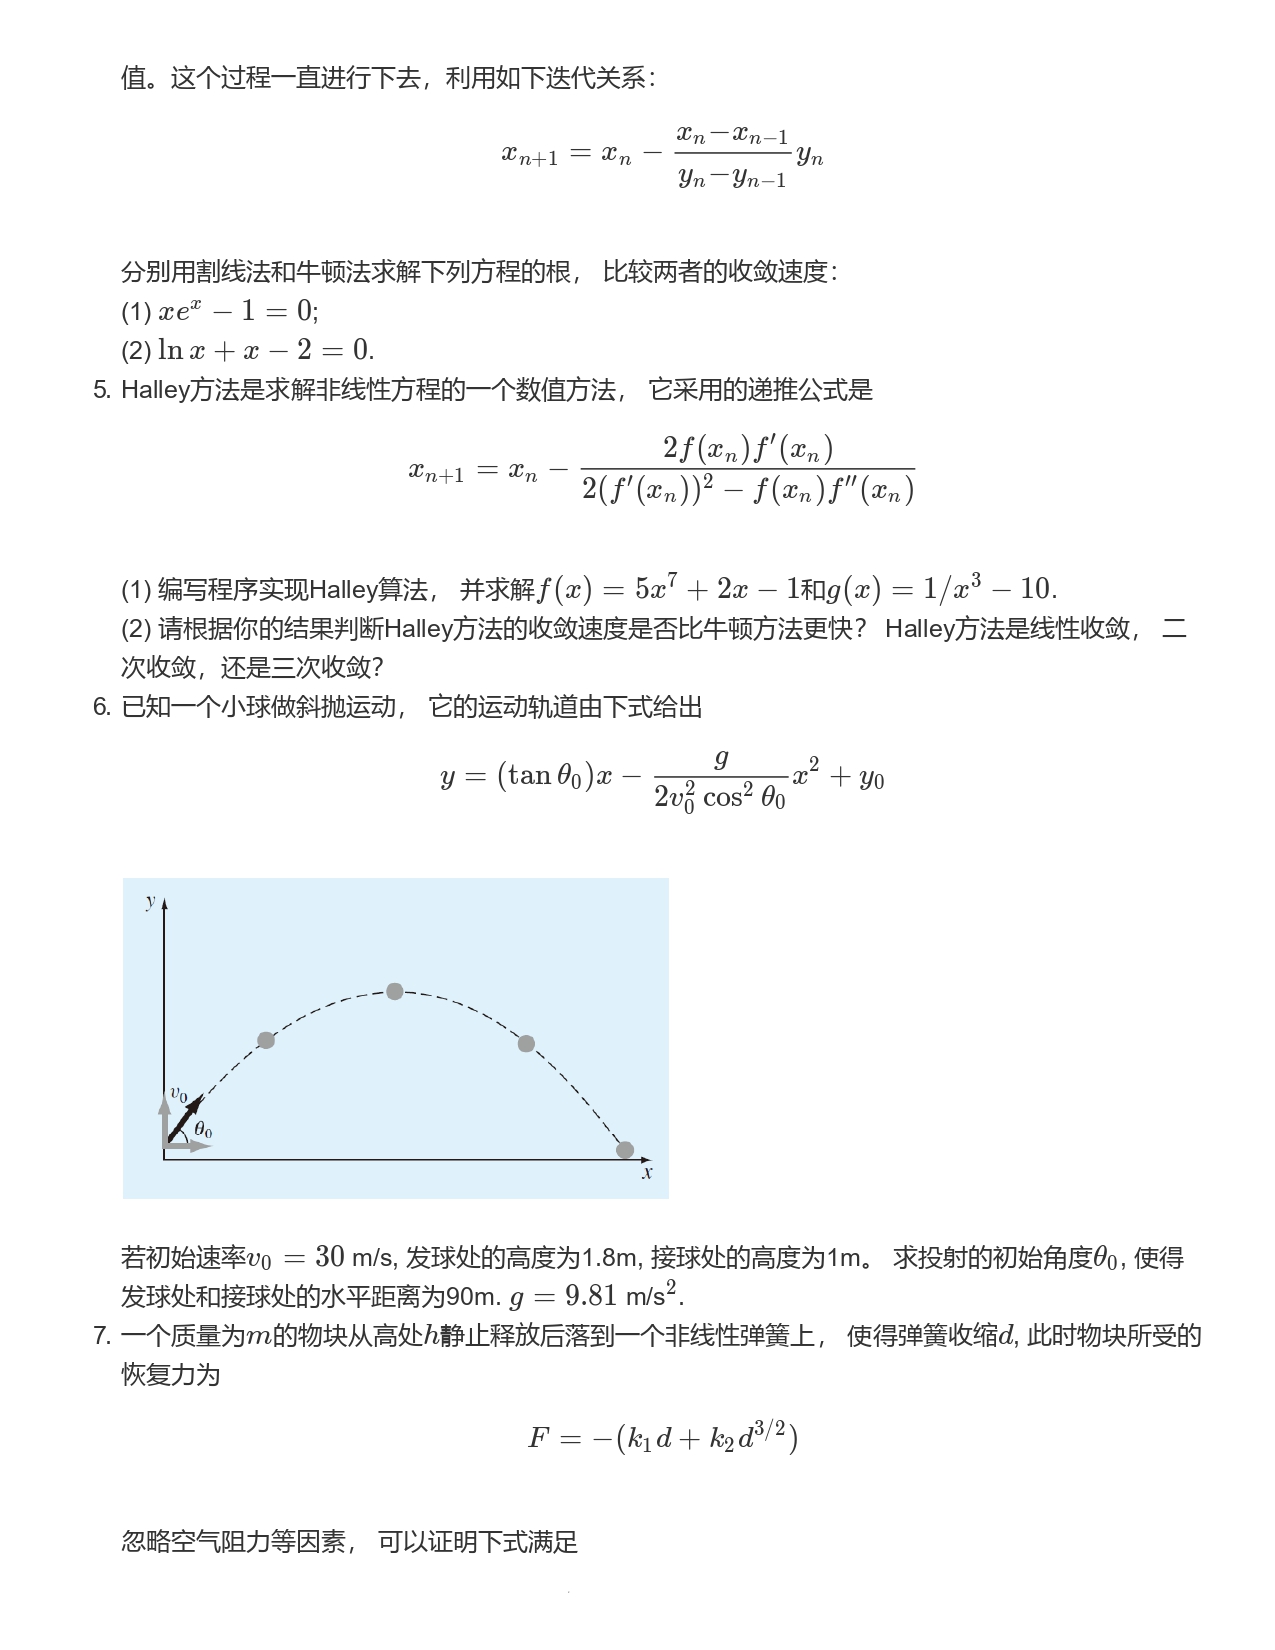 值。这个过程一直进行下去，利用如下迭代关系：
x_{n+1} = x_n − \frac{x_n − x_{n−1}}{y_n − y_{n−1}} y_n
分别用割线法和牛顿法求解下列方程的根， 比较两者的收敛速度：
(1) xe^x − 1 = 0;
(2) ln x + x − 2 = 0.
5. Halley方法是求解非线性方程的一个数值方法， 它采用的递推公式是
x_{n+1} = x_n − \frac{2f(x_n)f′(x_n)}{2(f′(x_n))^2 − f(x_n)f″(x_n)}
(1) 编写程序实现Halley算法， 并求解f(x) = 5x^7 + 2x − 1和g(x) = 1/x^3 − 10.
(2) 请根据你的结果判断Halley方法的收敛速度是否比牛顿方法更快？ Halley方法是线性收敛， 二
次收敛，还是三次收敛？
6. 已知一个小球做斜抛运动， 它的运动轨道由下式给出
y = (tan θ_0)x − \frac{g}{2v_0^2 cos^2 θ_0} x^2 + y_0
y
v_0
θ_0
x
若初始速率v_0 = 30 m/s, 发球处的高度为1.8m, 接球处的高度为1m。 求投射的初始角度θ_0, 使得
发球处和接球处的水平距离为90m. g = 9.81 m/s^2.
7. 一个质量为m的物块从高处h静止释放后落到一个非线性弹簧上， 使得弹簧收缩d, 此时物块所受的
恢复力为
F = −(k_1 d + k_2 d^{3/2})
忽略空气阻力等因素， 可以证明下式满足